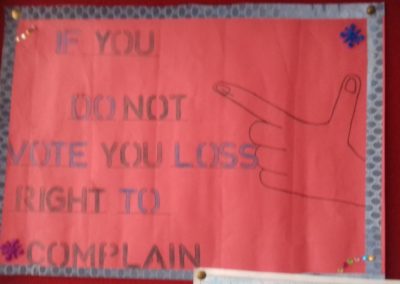 IF YOU
DO NOT
VOTE YOU LOSS
RIGHT TO
COMPLAIN